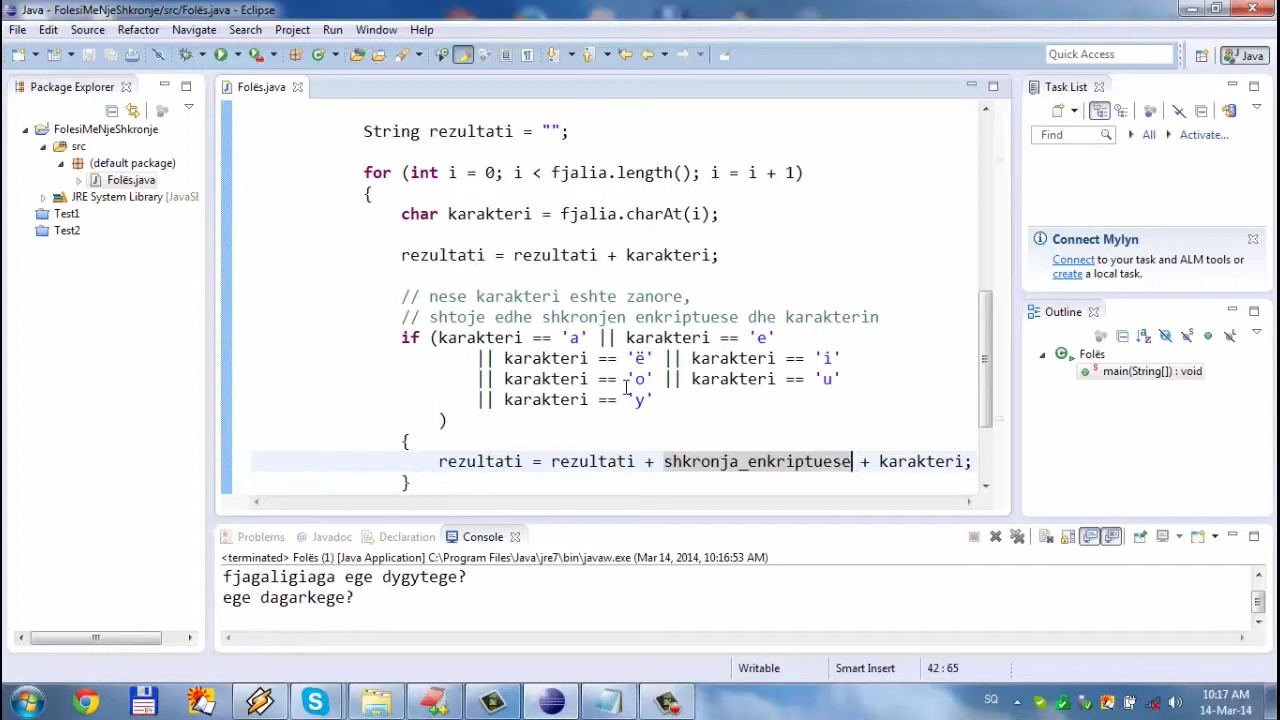 Java - FolesiMeNjeShkronje/src/Folës.java - Eclipse
File Edit Source Refactor Navigate Search Project Run Window Help
Quick Access
Java
Package Explorer
FolesiMeNjeShkronje
src
(default package)
Folës.java
JRE System Library [JavaSE
Test1
Test2
Folës.java
String rezultati = "";
for (int i = 0; i < fjalia.length(); i = i + 1)
{
char karakteri = fjalia.charAt(i);
rezultati = rezultati + karakteri;
// nese karakteri eshte zanore,
// shtoje edhe shkronjen enkriptuese dhe karakterin
if (karakteri == 'a' || karakteri == 'e'
|| karakteri == 'ë' || karakteri == 'i'
|| karakteri == 'o' || karakteri == 'u'
|| karakteri == 'y'
)
{
rezultati = rezultati + shkronja_enkriptuese + karakteri;
}
Task List
Find All Activate...
Connect Mylyn
Connect to your task and ALM tools or
create a local task.
Outline
Folës
main(String[]) : void
Problems Javadoc Declaration Console
<terminated> Folës (1) [Java Application] C:\Program Files\Java\jre7\bin\javaw.exe (Mar 14, 2014, 10:16:53 AM)
fjagaligiaga ege dygytege?
ege dagarkege?
Writable Smart Insert 42 : 65
SQ
10:17 AM
14-Mar-14